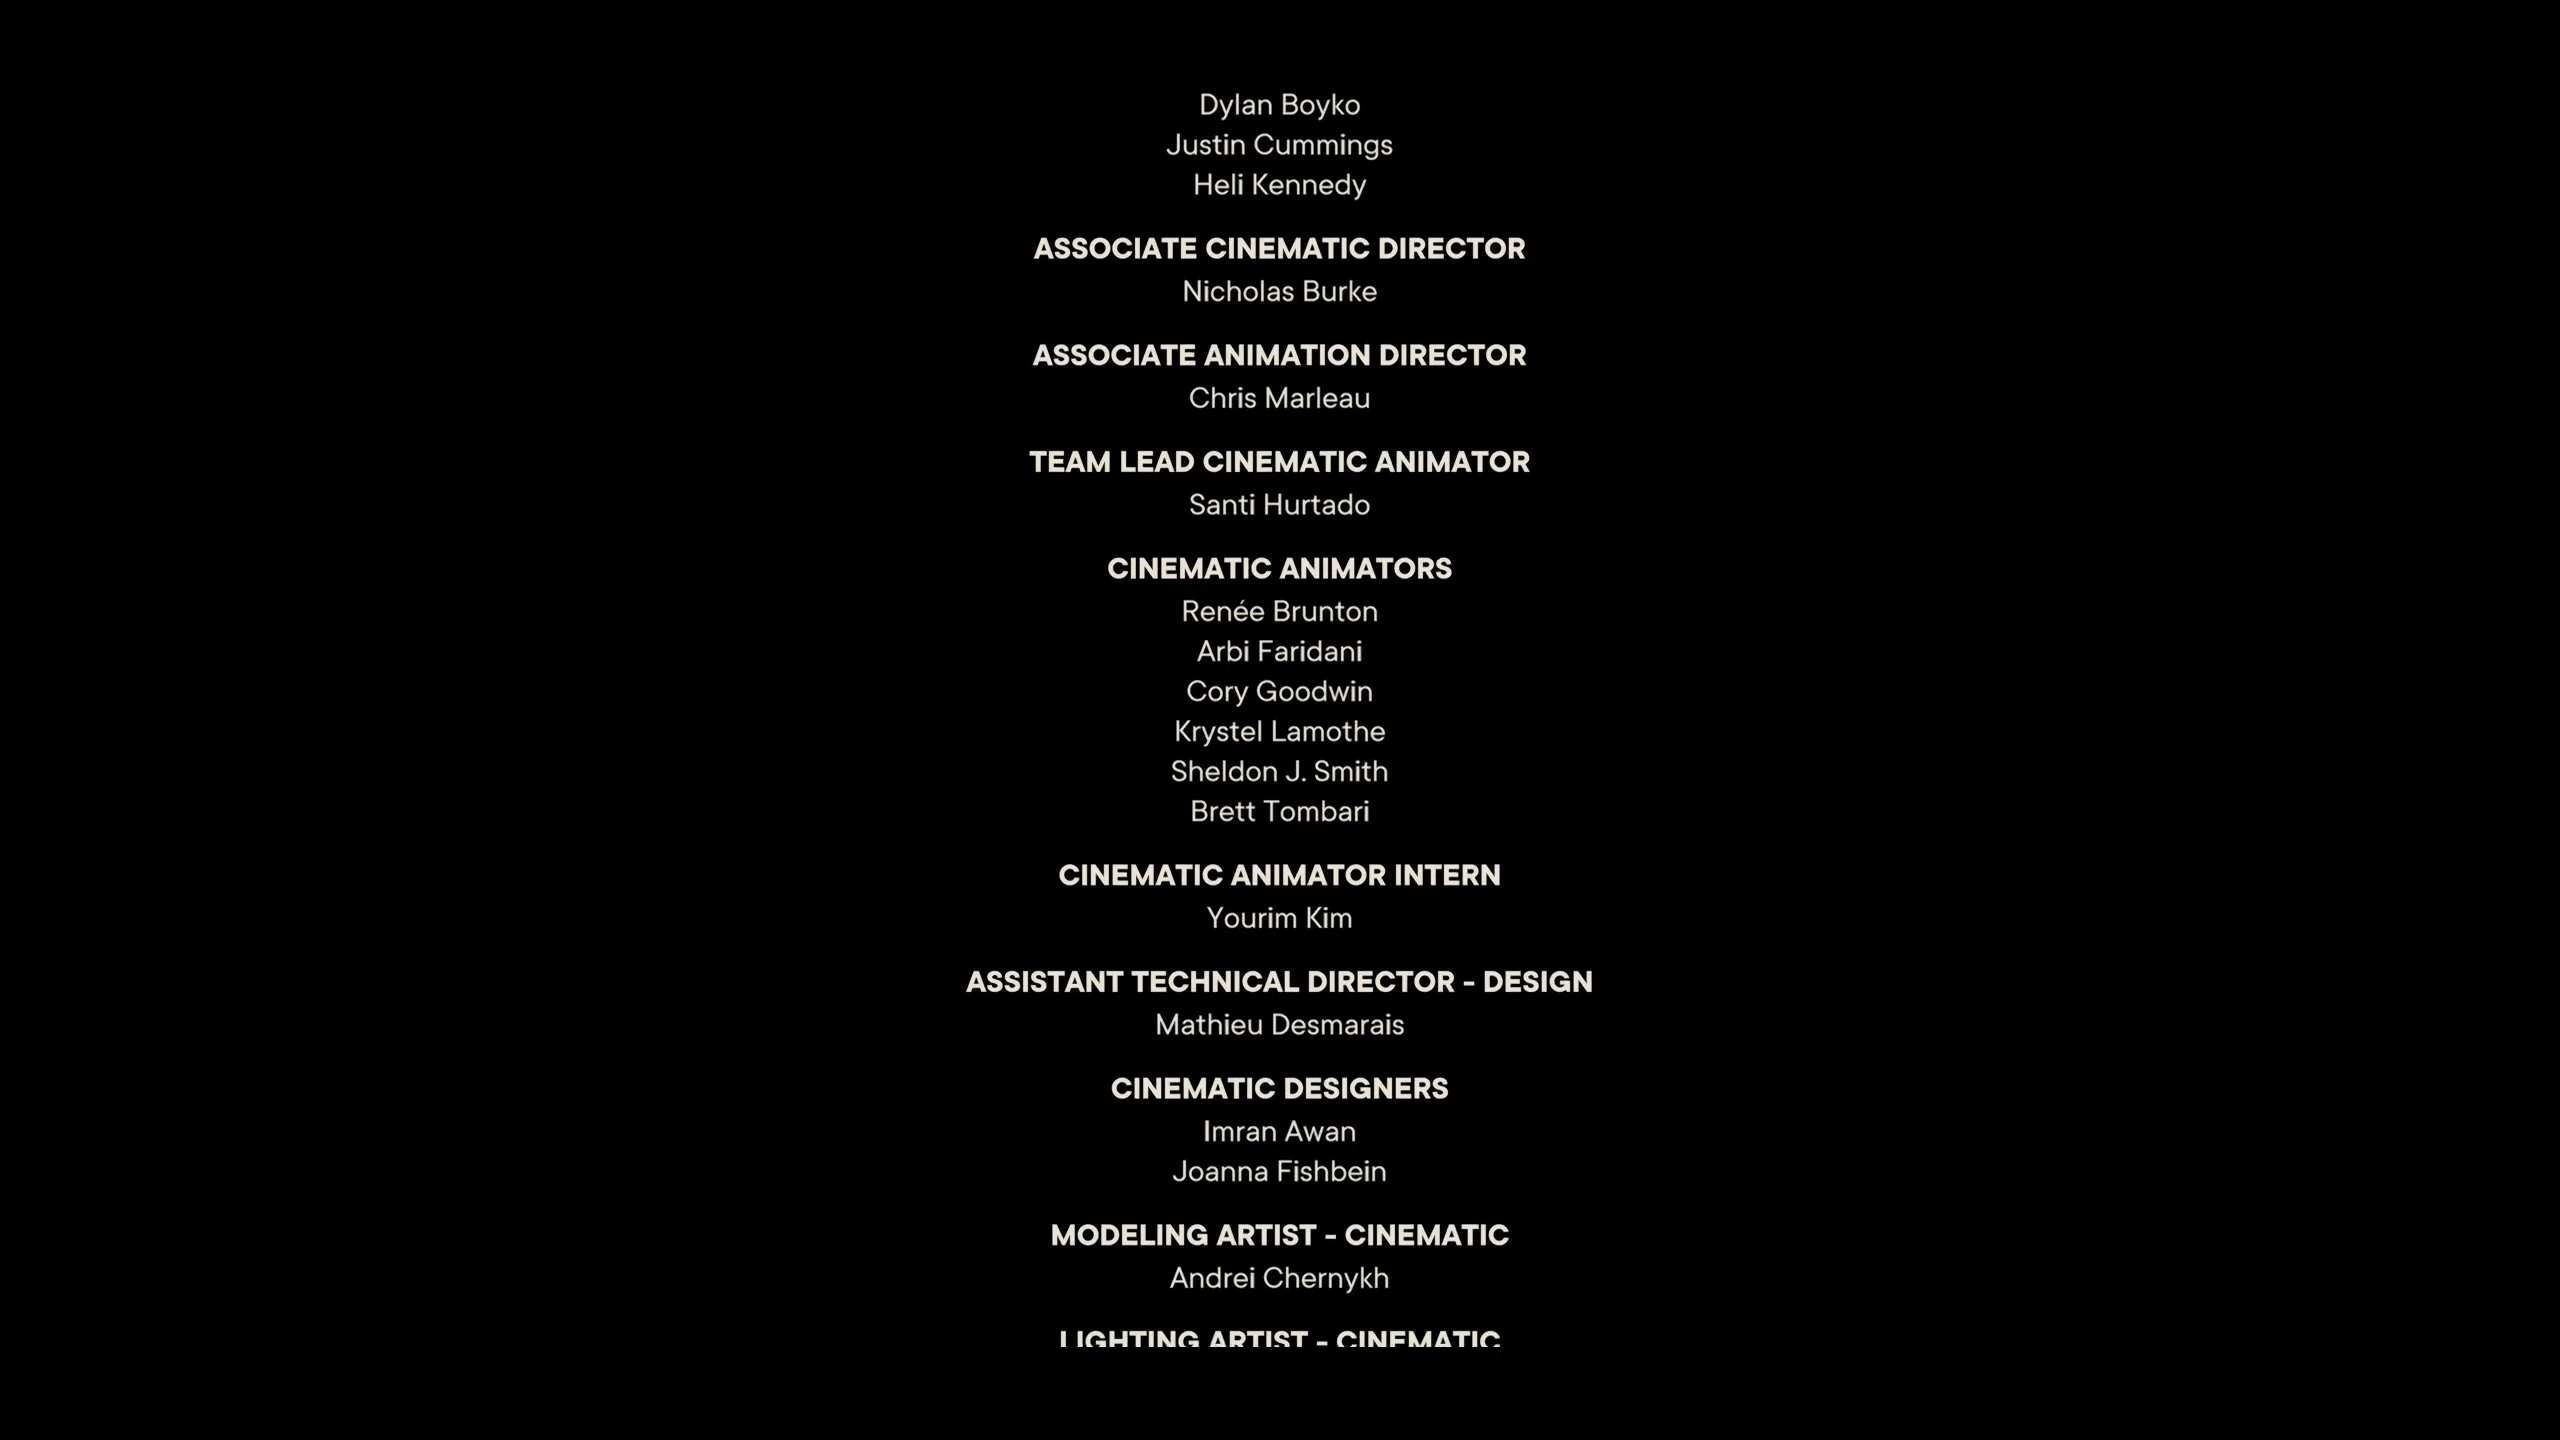 Dylan Boyko
Justin Cummings
Heli Kennedy
ASSOCIATE CINEMATIC DIRECTOR
Nicholas Burke
ASSOCIATE ANIMATION DIRECTOR
Chris Marleau
TEAM LEAD CINEMATIC ANIMATOR
Santi Hurtado
CINEMATIC ANIMATORS
Renée Brunton
Arbi Faridani
Cory Goodwin
Krystel Lamothe
Sheldon J. Smith
Brett Tombari
CINEMATIC ANIMATOR INTERN
Yourim Kim
ASSISTANT TECHNICAL DIRECTOR - DESIGN
Mathieu Desmarais
CINEMATIC DESIGNERS
Imran Awan
Joanna Fishbein
MODELING ARTIST - CINEMATIC
Andrei Chernykh
LIGHTING ARTIST - CINEMATIC